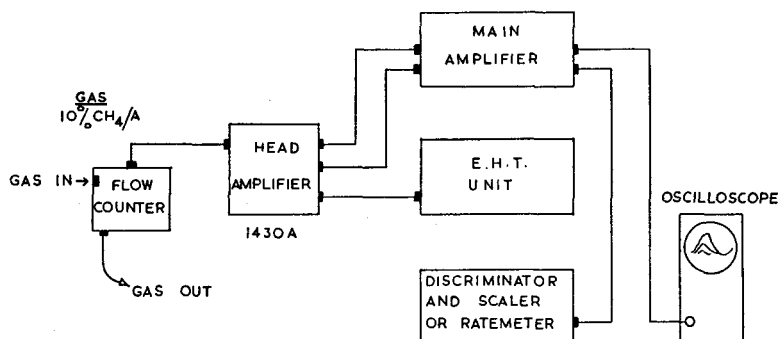 MAIN
AMPLIFIER
GAS
10% CH4/A
HEAD
AMPLIFIER
1430A
GAS IN→
FLOW
COUNTER
GAS OUT
E.H.T.
UNIT
OSCILLOSCOPE
DISCRIMINATOR
AND SCALER
OR RATEMETER